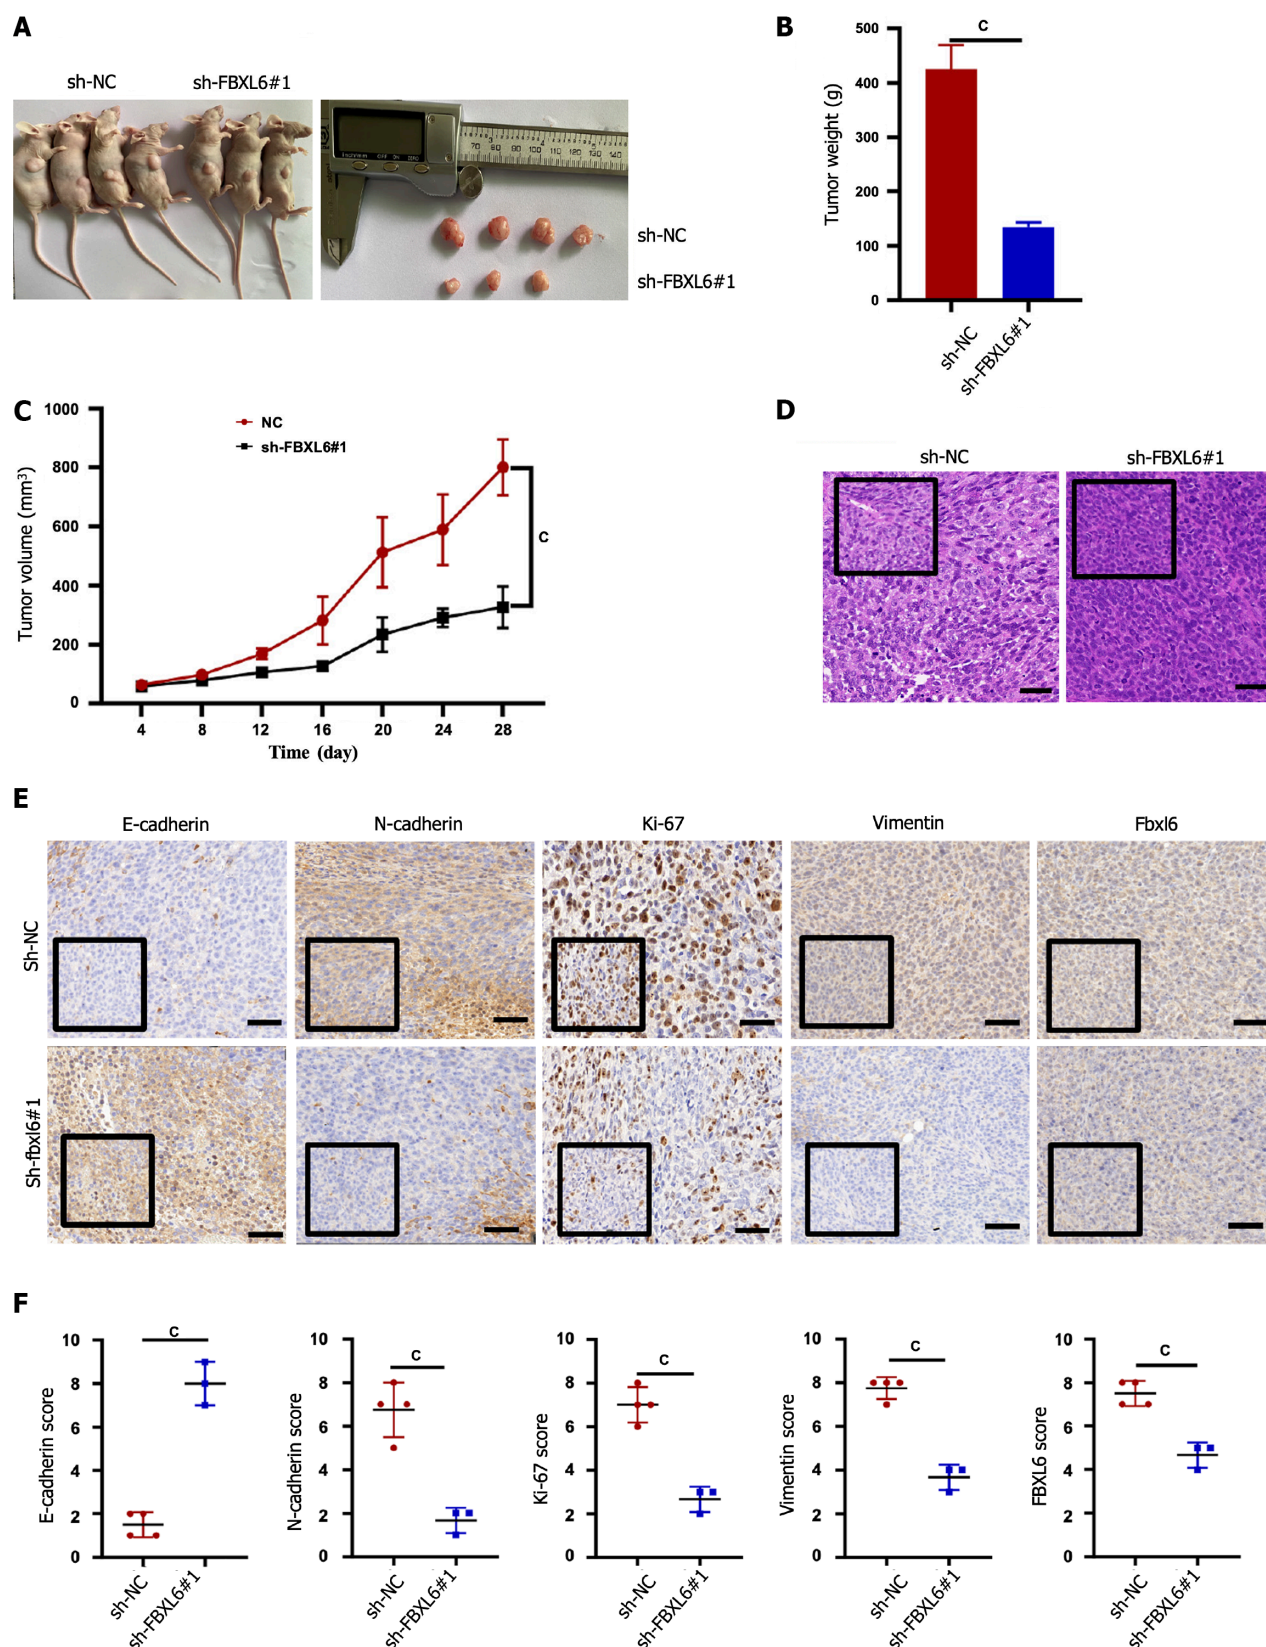 A
sh-NC
sh-FBXL6#1
sh-NC
sh-FBXL6#1
B
C
Tumor weight (g)
500
400
300
200
100
0
sh-NC
sh-FBXL6#1
C
NC
sh-FBXL6#1
C
Tumor volume (mm³)
1000
800
600
400
200
0
4 8 12 16 20 24 28
Time (day)
D
sh-NC
sh-FBXL6#1
E
E-cadherin
N-cadherin
Ki-67
Vimentin
Fbxl6
Sh-NC
Sh-fbxl6#1
F
C
E-cadherin score
10
8
6
4
2
0
sh-NC
sh-FBXL6#1
C
N-cadherin score
10
8
6
4
2
0
sh-NC
sh-FBXL6#1
C
Ki-67 score
10
8
6
4
2
0
sh-NC
sh-FBXL6#1
C
Vimentin score
10
8
6
4
2
0
sh-NC
sh-FBXL6#1
C
FBXL6 score
10
8
6
4
2
0
sh-NC
sh-FBXL6#1